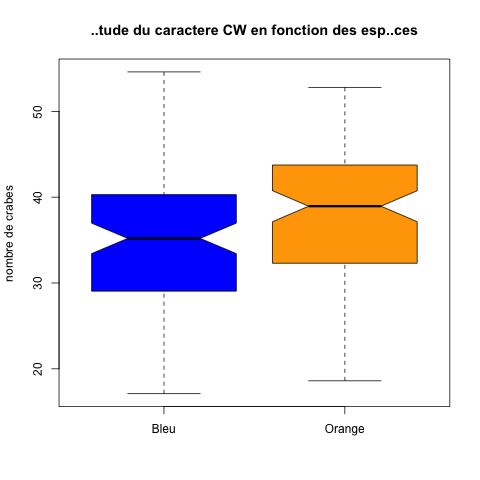 ..tude du caractere CW en fonction des esp..ces
nombre de crabes
50
40
30
20
Bleu
Orange